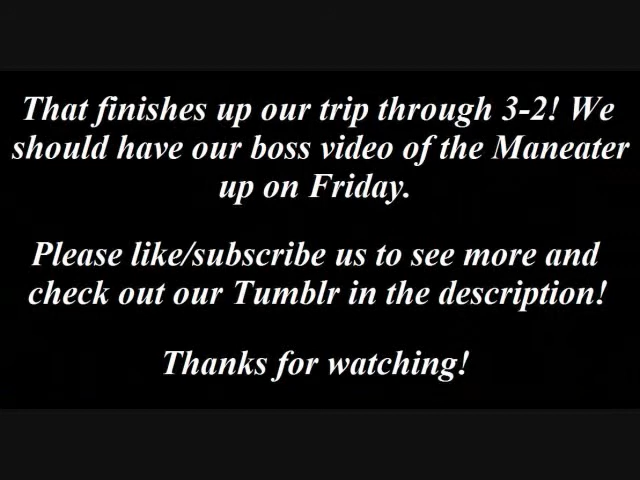 That finishes up our trip through 3-2! We
should have our boss video of the Maneater
up on Friday.
Please like/subscribe us to see more and
check out our Tumblr in the description!
Thanks for watching!